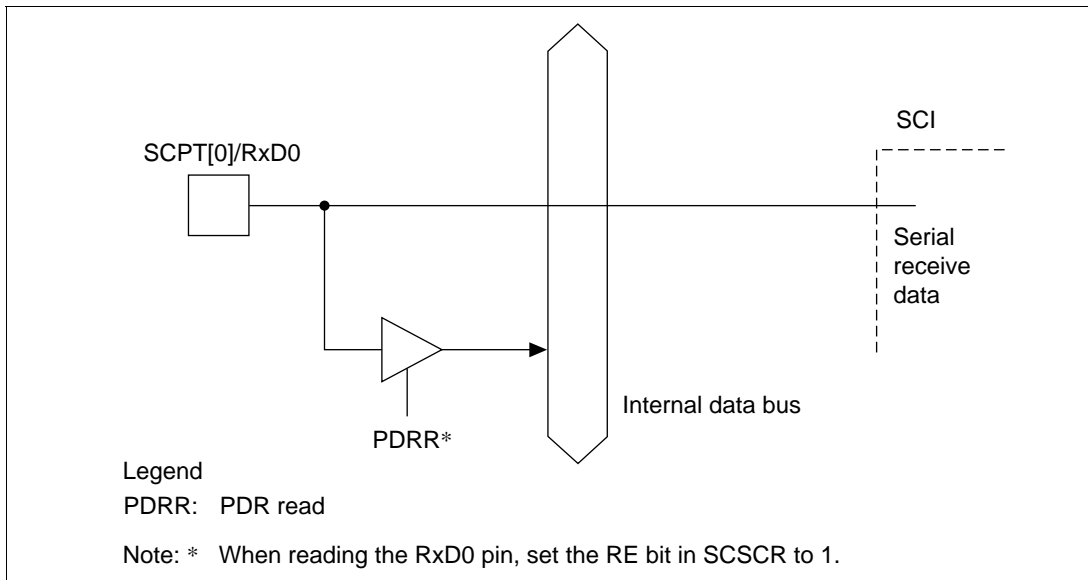 SCI
SCPT[0]/RxD0
Serial
receive
data
Internal data bus
PDRR*
Legend
PDRR: PDR read
Note: * When reading the RxD0 pin, set the RE bit in SCSCR to 1.